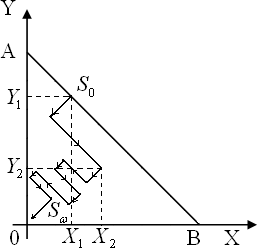 Y
A
S₀
Y₁
Y₂
Sω
0 X₁ X₂ B X